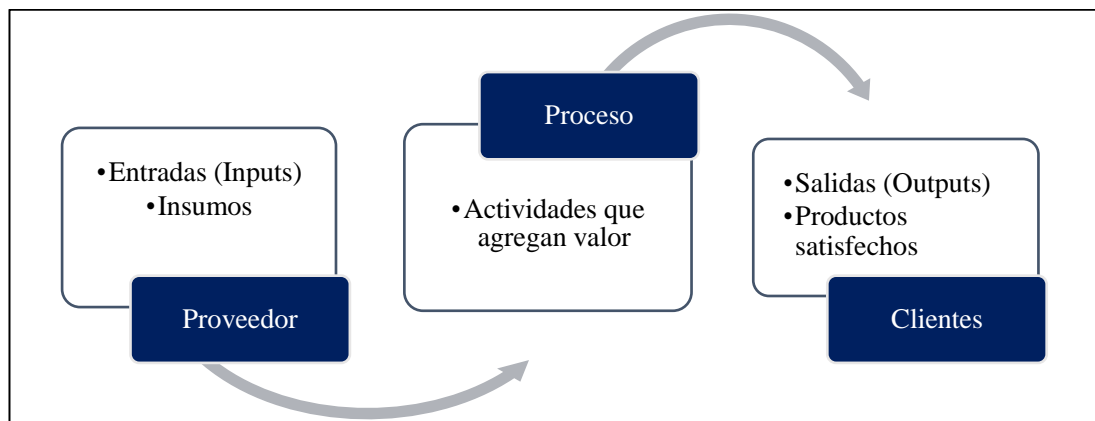 •Entradas (Inputs)
•Insumos
Proveedor
Proceso
•Actividades que
agregan valor
•Salidas (Outputs)
•Productos
satisfechos
Clientes